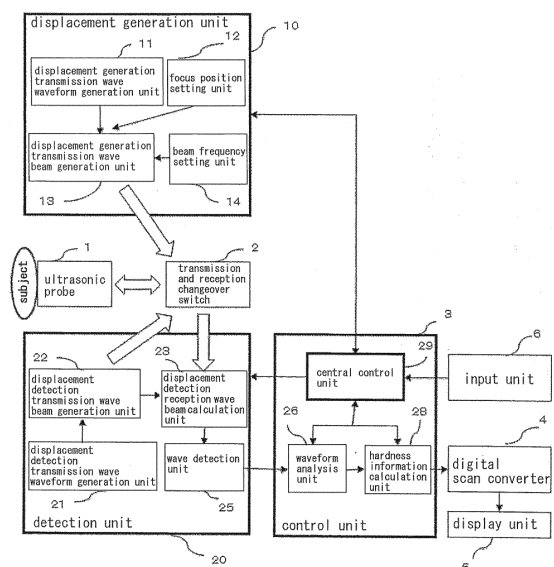 displacement generation unit
10
11
12
displacement generation
transmission wave
waveform generation unit
focus position
setting unit
displacement generation
transmission wave
beam generation unit
beam frequency
setting unit
13
14
1
2
subject
ultrasonic
probe
transmission
and reception
changeover
switch
3
22
23
29
6
displacement
detection
transmission wave
beam generation unit
displacement
detection
reception wave
beam calculation
unit
central control
unit
input unit
26
28
4
displacement
detection
transmission wave
waveform generation unit
wave detection
unit
waveform
analysis
unit
hardness
information
calculation
unit
digital
scan converter
21
25
detection unit
control unit
display unit
20
5